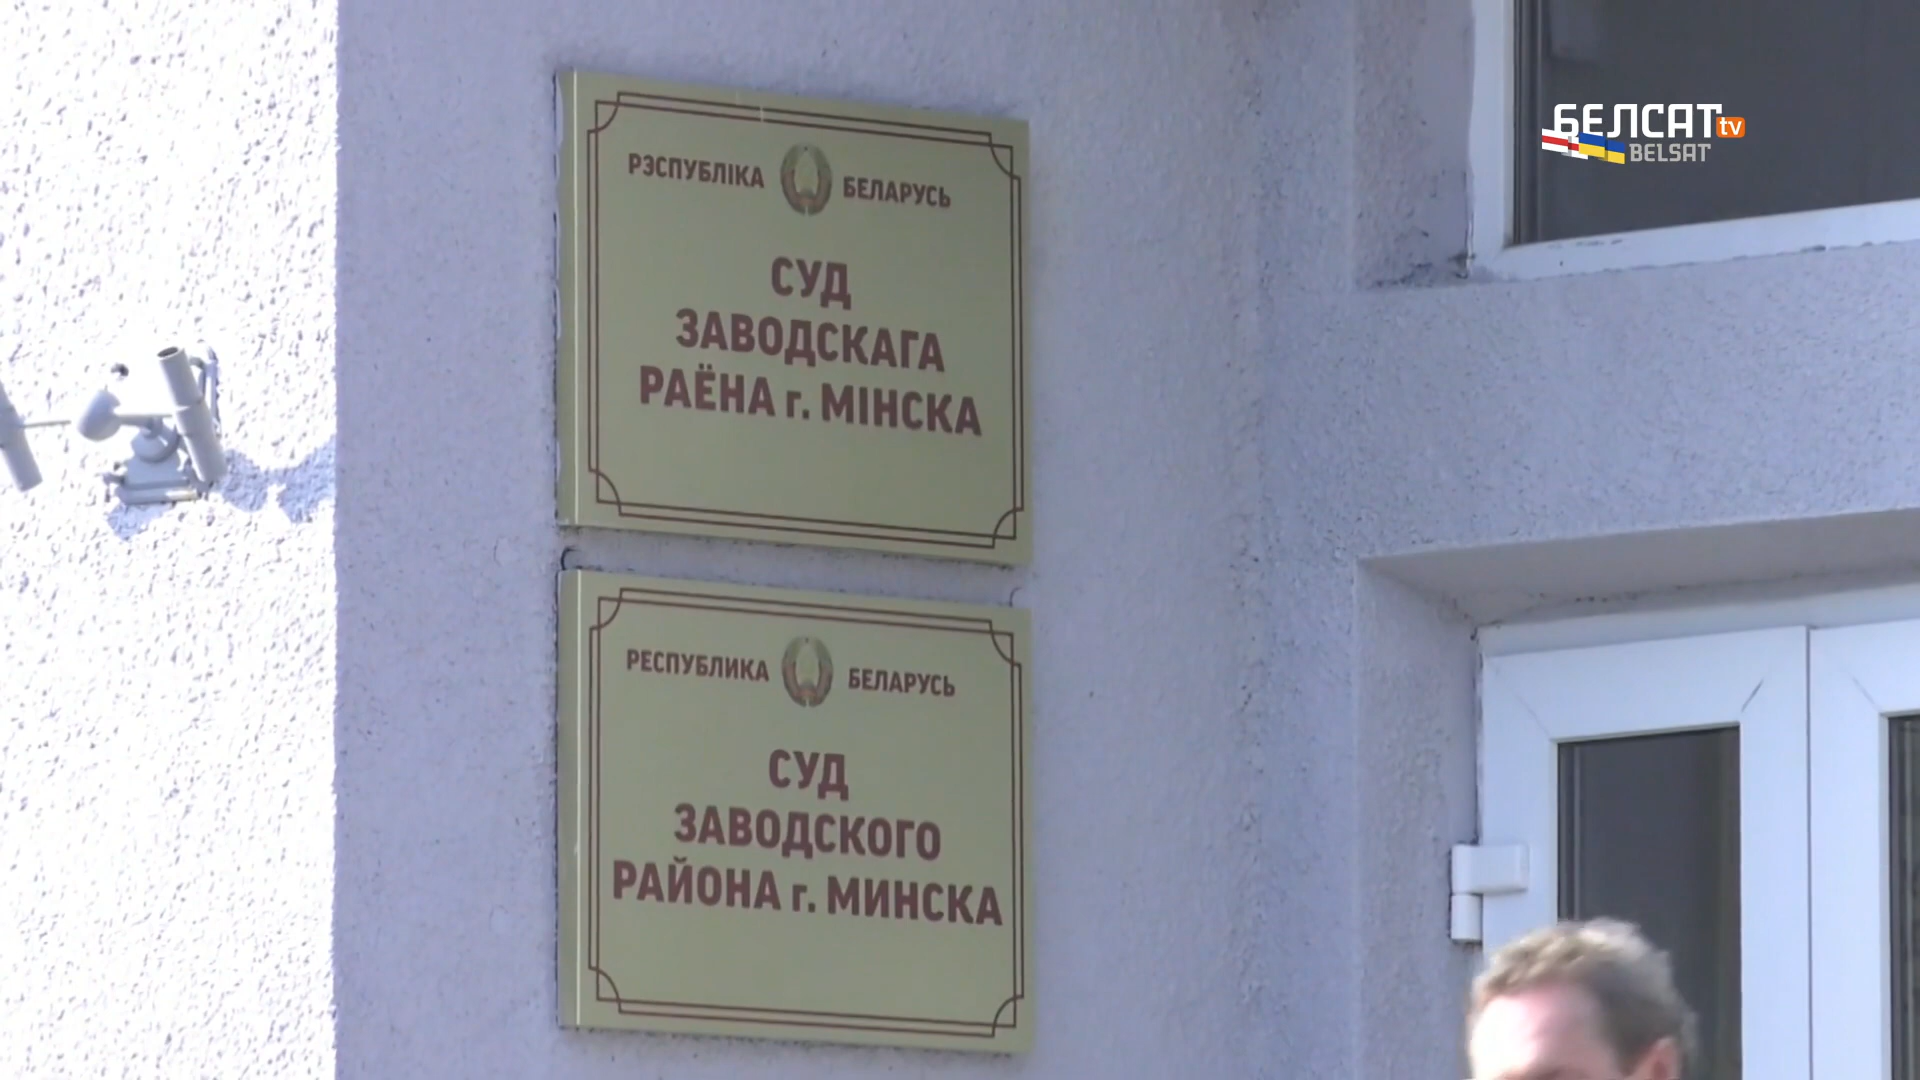 БЕЛСАТ tv
BELSAT
РЭСПУБЛІКА БЕЛАРУСЬ
СУД
ЗАВОДСКАГА
РАЁНА г. МІНСКА
РЕСПУБЛИКА БЕЛАРУСЬ
СУД
ЗАВОДСКОГО
РАЙОНА г. МИНСКА